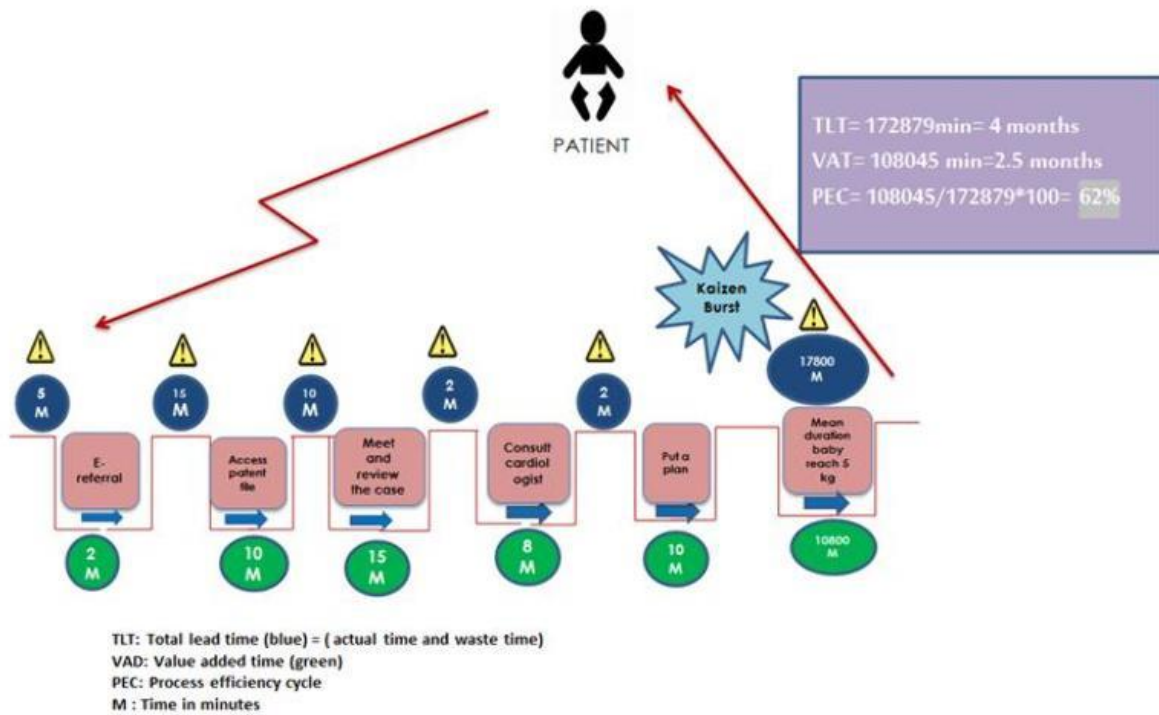 PATIENT
TLT= 172879min= 4 months
VAT= 108045 min=2.5 months
PEC= 108045/172879*100= 62%
Kaizen
Burst
5
M
15
M
10
M
2
M
2
M
17800
M
E-
referral
Access
patent
file
Meet
and
review
the case
Consult
cardiol
ogist
Put a
plan
Mean
duration
baby
reach 5
kg
2
M
10
M
15
M
8
M
10
M
10800
M
TLT: Total lead time (blue) = ( actual time and waste time)
VAD: Value added time (green)
PEC: Process efficiency cycle
M : Time in minutes